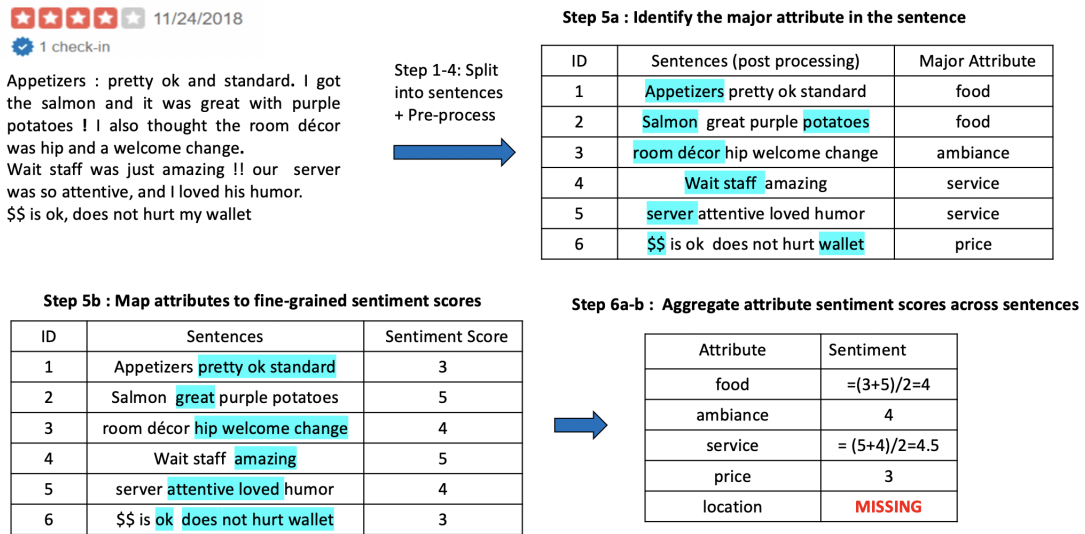 11/24/2018
1 check-in
Appetizers : pretty ok and standard. I got
the salmon and it was great with purple
potatoes ! I also thought the room décor
was hip and a welcome change.
Wait staff was just amazing !! our server
was so attentive, and I loved his humor.
$$ is ok, does not hurt my wallet
Step 1-4: Split
into sentences
+ Pre-process
Step 5a : Identify the major attribute in the sentence
ID Sentences (post processing) Major Attribute
1 Appetizers pretty ok standard food
2 Salmon great purple potatoes food
3 room décor hip welcome change ambiance
4 Wait staff amazing service
5 server attentive loved humor service
6 $$ is ok does not hurt wallet price
Step 5b : Map attributes to fine-grained sentiment scores
ID Sentences Sentiment Score
1 Appetizers pretty ok standard 3
2 Salmon great purple potatoes 5
3 room décor hip welcome change 4
4 Wait staff amazing 5
5 server attentive loved humor 4
6 $$ is ok does not hurt wallet 3
Step 6a-b : Aggregate attribute sentiment scores across sentences
Attribute Sentiment
food =(3+5)/2=4
ambiance 4
service = (5+4)/2=4.5
price 3
location MISSING